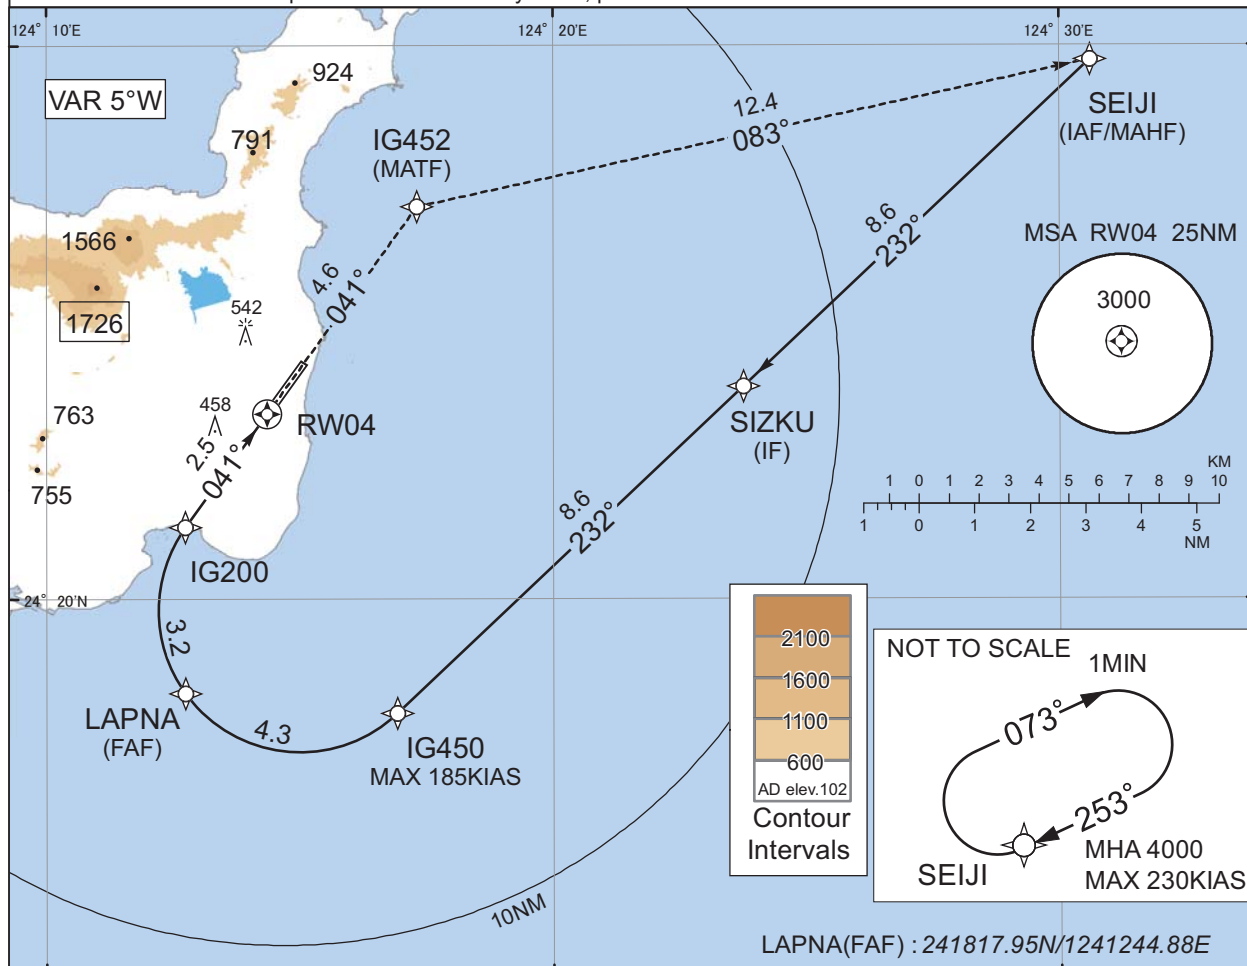 124° 10'E
124° 20'E
124° 30'E
VAR 5°W
924
791
1566
1726
542
458
763
755
IG452
(MATF)
12.4
083°
SEIJI
(IAF/MAHF)
8.6
232°
4.6
041°
MSA RW04 25NM
3000
RW04
2.5
041°
SIZKU
(IF)
KM
1 0 1 2 3 4 5 6 7 8 9 10
1 0 1 2 3 4 5
NM
8.6
232°
IG200
24° 20'N
3.2
LAPNA
(FAF)
4.3
IG450
MAX 185KIAS
10NM
2100
1600
1100
600
AD elev.102
Contour
Intervals
NOT TO SCALE
1MIN
073°
253°
SEIJI
MHA 4000
MAX 230KIAS
LAPNA(FAF) : 241817.95N/1241244.88E